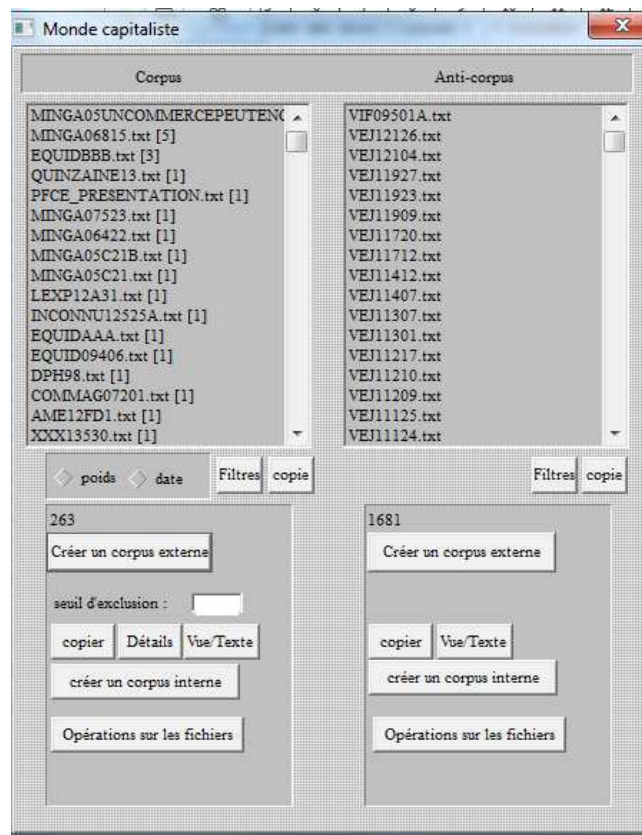 Monde capitaliste
Corpus
Anti-corpus
MINGA05UNCOMMERCEPEUTENC
MINGA06815.txt [5]
EQUIDBBB.txt [3]
QUINZAINE13.txt [1]
PFCE_PRESENTATION.txt [1]
MINGA07523.txt [1]
MINGA06422.txt [1]
MINGA05C21B.txt [1]
MINGA05C21.txt [1]
LEXP12A31.txt [1]
INCONNU12525A.txt [1]
EQUIDAAA.txt [1]
EQUID09406.txt [1]
DPH98.txt [1]
COMMAG07201.txt [1]
AME12FD1.txt [1]
XXX13530.txt [1]
VIF09501A.txt
VEJ12126.txt
VEJ12104.txt
VEJ11927.txt
VEJ11923.txt
VEJ11909.txt
VEJ11720.txt
VEJ11712.txt
VEJ11412.txt
VEJ11407.txt
VEJ11307.txt
VEJ11301.txt
VEJ11217.txt
VEJ11210.txt
VEJ11209.txt
VEJ11125.txt
VEJ11124.txt
poids date Filtres copie
Filtres copie
263
Créer un corpus externe
seuil d'exclusion :
copier Détails Vue/Texte
créer un corpus interne
Opérations sur les fichiers
1681
Créer un corpus externe
copier Vue/Texte
créer un corpus interne
Opérations sur les fichiers